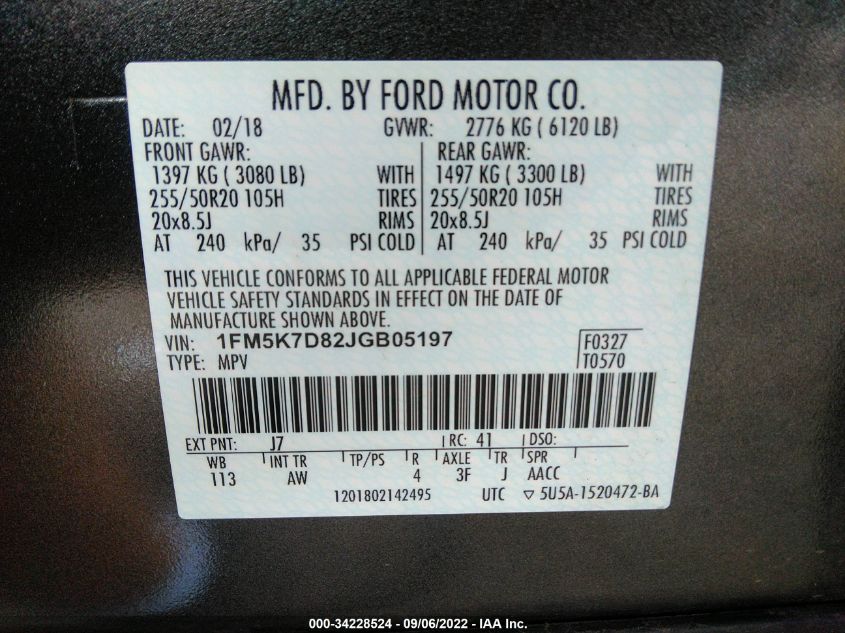 MFD. BY FORD MOTOR CO.
DATE: 02/18 GVWR: 2776 KG ( 6120 LB)
FRONT GAWR: REAR GAWR:
1397 KG ( 3080 LB) WITH 1497 KG ( 3300 LB) WITH
255/50R20 105H TIRES 255/50R20 105H TIRES
20x8.5J RIMS 20x8.5J RIMS
AT 240 kPa/ 35 PSI COLD AT 240 kPa/ 35 PSI COLD
THIS VEHICLE CONFORMS TO ALL APPLICABLE FEDERAL MOTOR
VEHICLE SAFETY STANDARDS IN EFFECT ON THE DATE OF
MANUFACTURE SHOWN ABOVE.
VIN: 1FM5K7D82JGB05197 F0327
TYPE: MPV T0570
EXT PNT: J7 RC: 41 DSO:
WB INT TR TP/PS R AXLE TR SPR
113 AW 4 3F J AACC
1201802142495 UTC ▽ 5U5A-1520472-BA
000-34228524 - 09/06/2022 - IAA Inc.